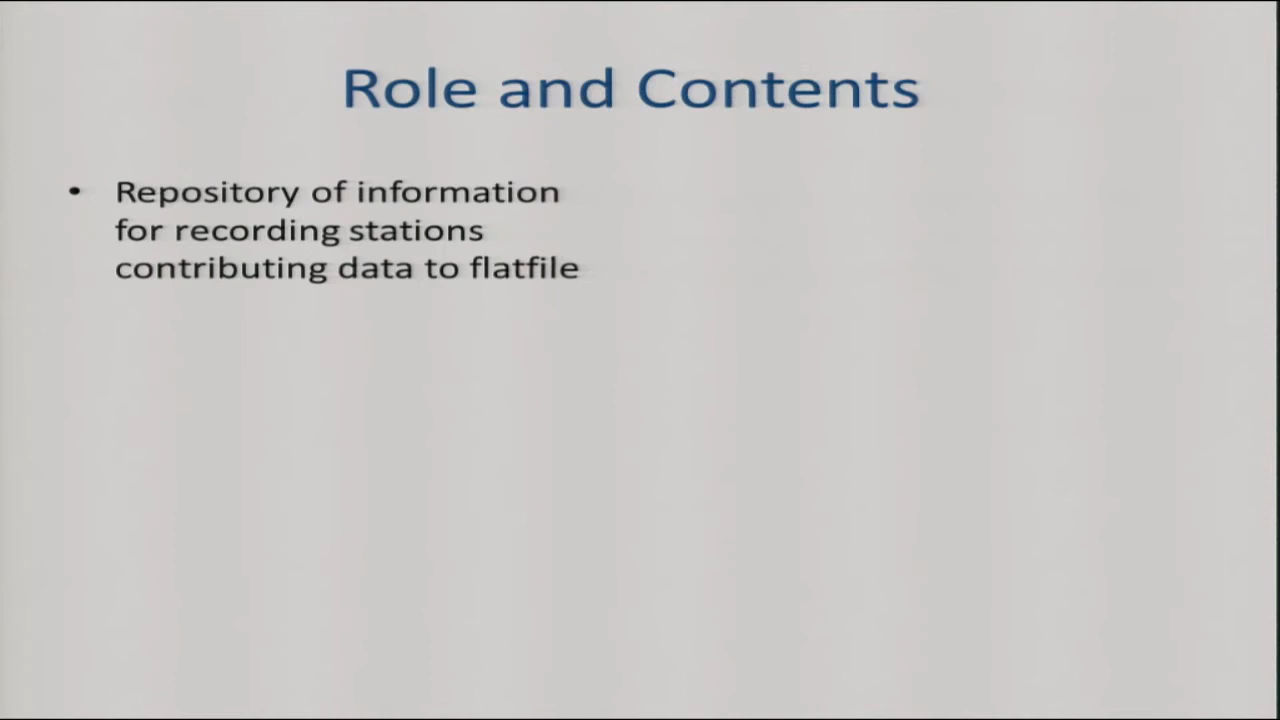 Role and Contents
• Repository of information
for recording stations
contributing data to flatfile